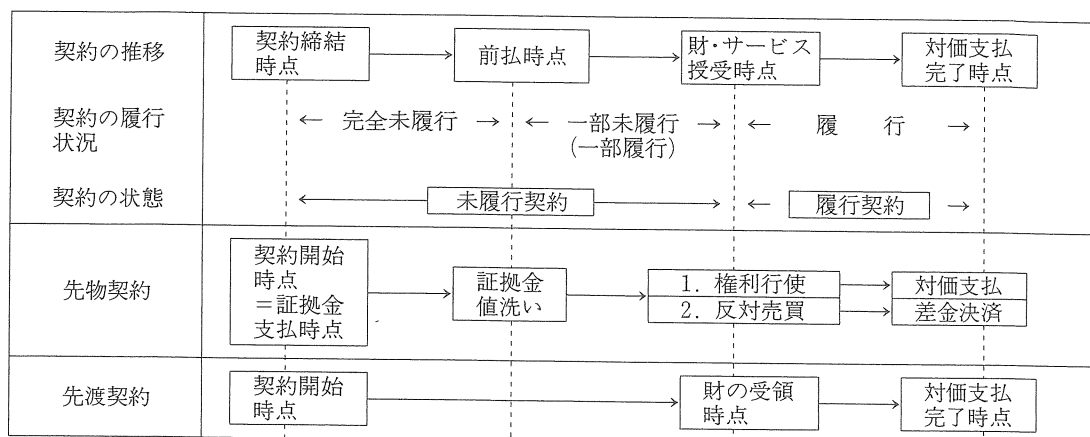 契約の推移
契約締結
時点
前払時点
財・サービス
授受時点
対価支払
完了時点
契約の履行
状況
← 完全未履行 →
← 一部未履行 →
(一部履行)
← 履 行 →
契約の状態
未履行契約
履行契約
先物契約
契約開始
時点
＝証拠金
支払時点
証拠金
値洗い
1. 権利行使
2. 反対売買
対価支払
差金決済
先渡契約
契約開始
時点
財の受領
時点
対価支払
完了時点